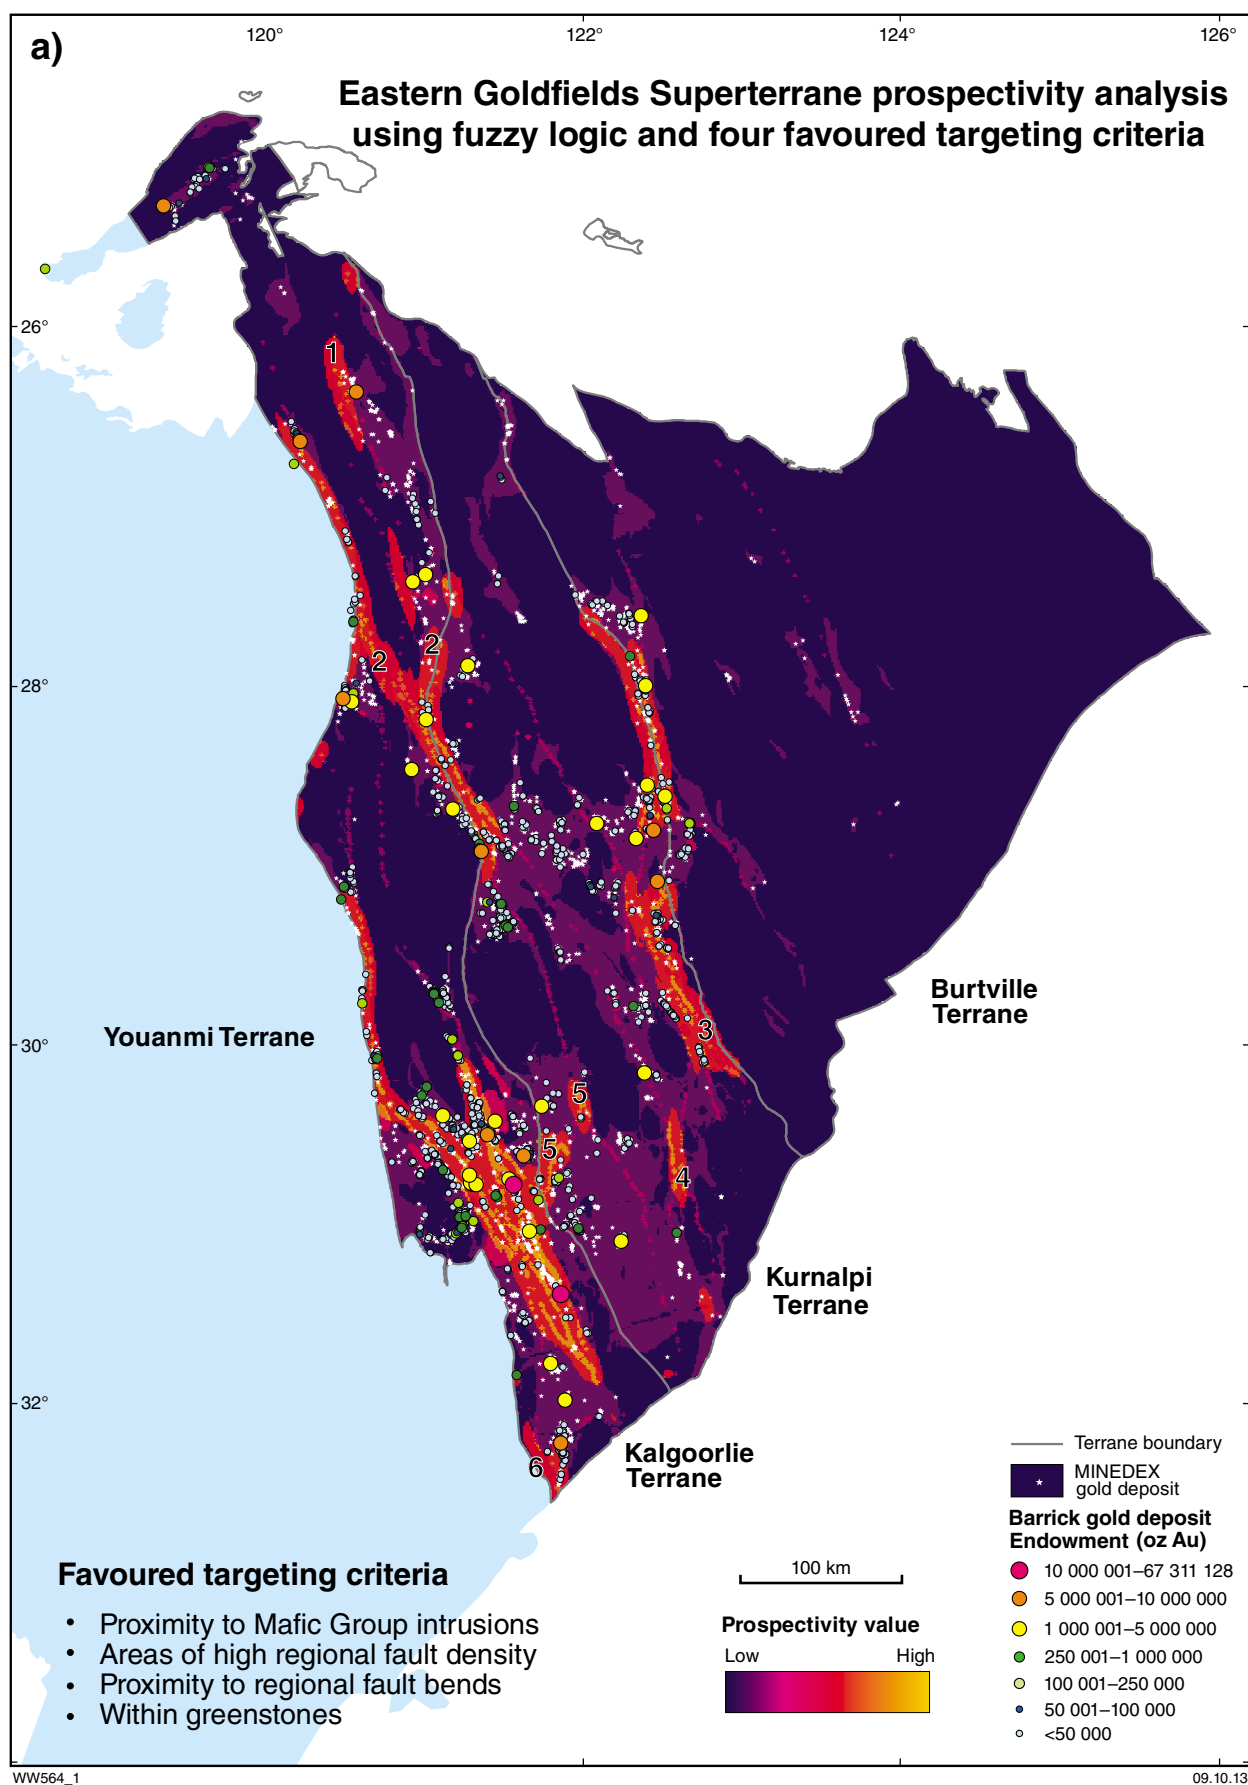 120°
122°
124°
126°
a)
Eastern Goldfields Superterrane prospectivity analysis
using fuzzy logic and four favoured targeting criteria
26°
1
2
2
28°
Burtville
Terrane
3
Youanmi Terrane
30°
5
5
4
Kurnalpi
Terrane
32°
6
Kalgoorlie
Terrane
Terrane boundary
MINEDEX
gold deposit
Barrick gold deposit
Endowment (oz Au)
10 000 001–67 311 128
5 000 001–10 000 000
1 000 001–5 000 000
250 001–1 000 000
100 001–250 000
50 001–100 000
<50 000
100 km
Prospectivity value
Low High
Favoured targeting criteria
• Proximity to Mafic Group intrusions
• Areas of high regional fault density
• Proximity to regional fault bends
• Within greenstones
WW564_1
09.10.13